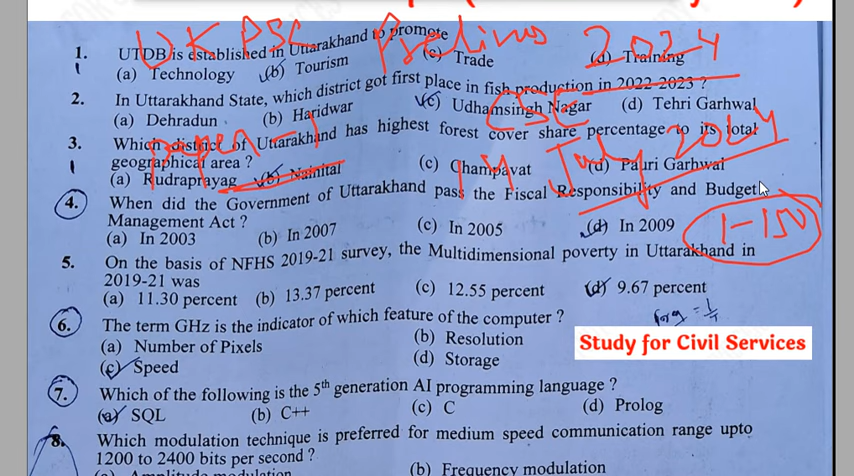 UKPSC Prelims 2024
1. UTDB is established in Uttarakhand to promote
(a) Technology (b) Tourism (c) Trade (d) Training
2. In Uttarakhand State, which district got first place in fish production in 2022-2023 ?
(a) Dehradun (b) Haridwar (c) Udhamsingh Nagar (d) Tehri Garhwal
CSE
3. Which district of Uttarakhand has highest forest cover share percentage to its total
geographical area ?
(a) Rudraprayag (b) Nainital (c) Champavat (d) Pauri Garhwal
Paper-1 14 July 2024
4. When did the Government of Uttarakhand pass the Fiscal Responsibility and Budget
Management Act ?
(a) In 2003 (b) In 2007 (c) In 2005 (d) In 2009
1-150
5. On the basis of NFHS 2019-21 survey, the Multidimensional poverty in Uttarakhand in
2019-21 was
(a) 11.30 percent (b) 13.37 percent (c) 12.55 percent (d) 9.67 percent
6. The term GHz is the indicator of which feature of the computer ?
(a) Number of Pixels (b) Resolution
(c) Speed (d) Storage
Study for Civil Services
7. Which of the following is the 5th generation AI programming language ?
(a) SQL (b) C++ (c) C (d) Prolog
8. Which modulation technique is preferred for medium speed communication range upto
1200 to 2400 bits per second ?
(a) Amplitude modulation (b) Frequency modulation